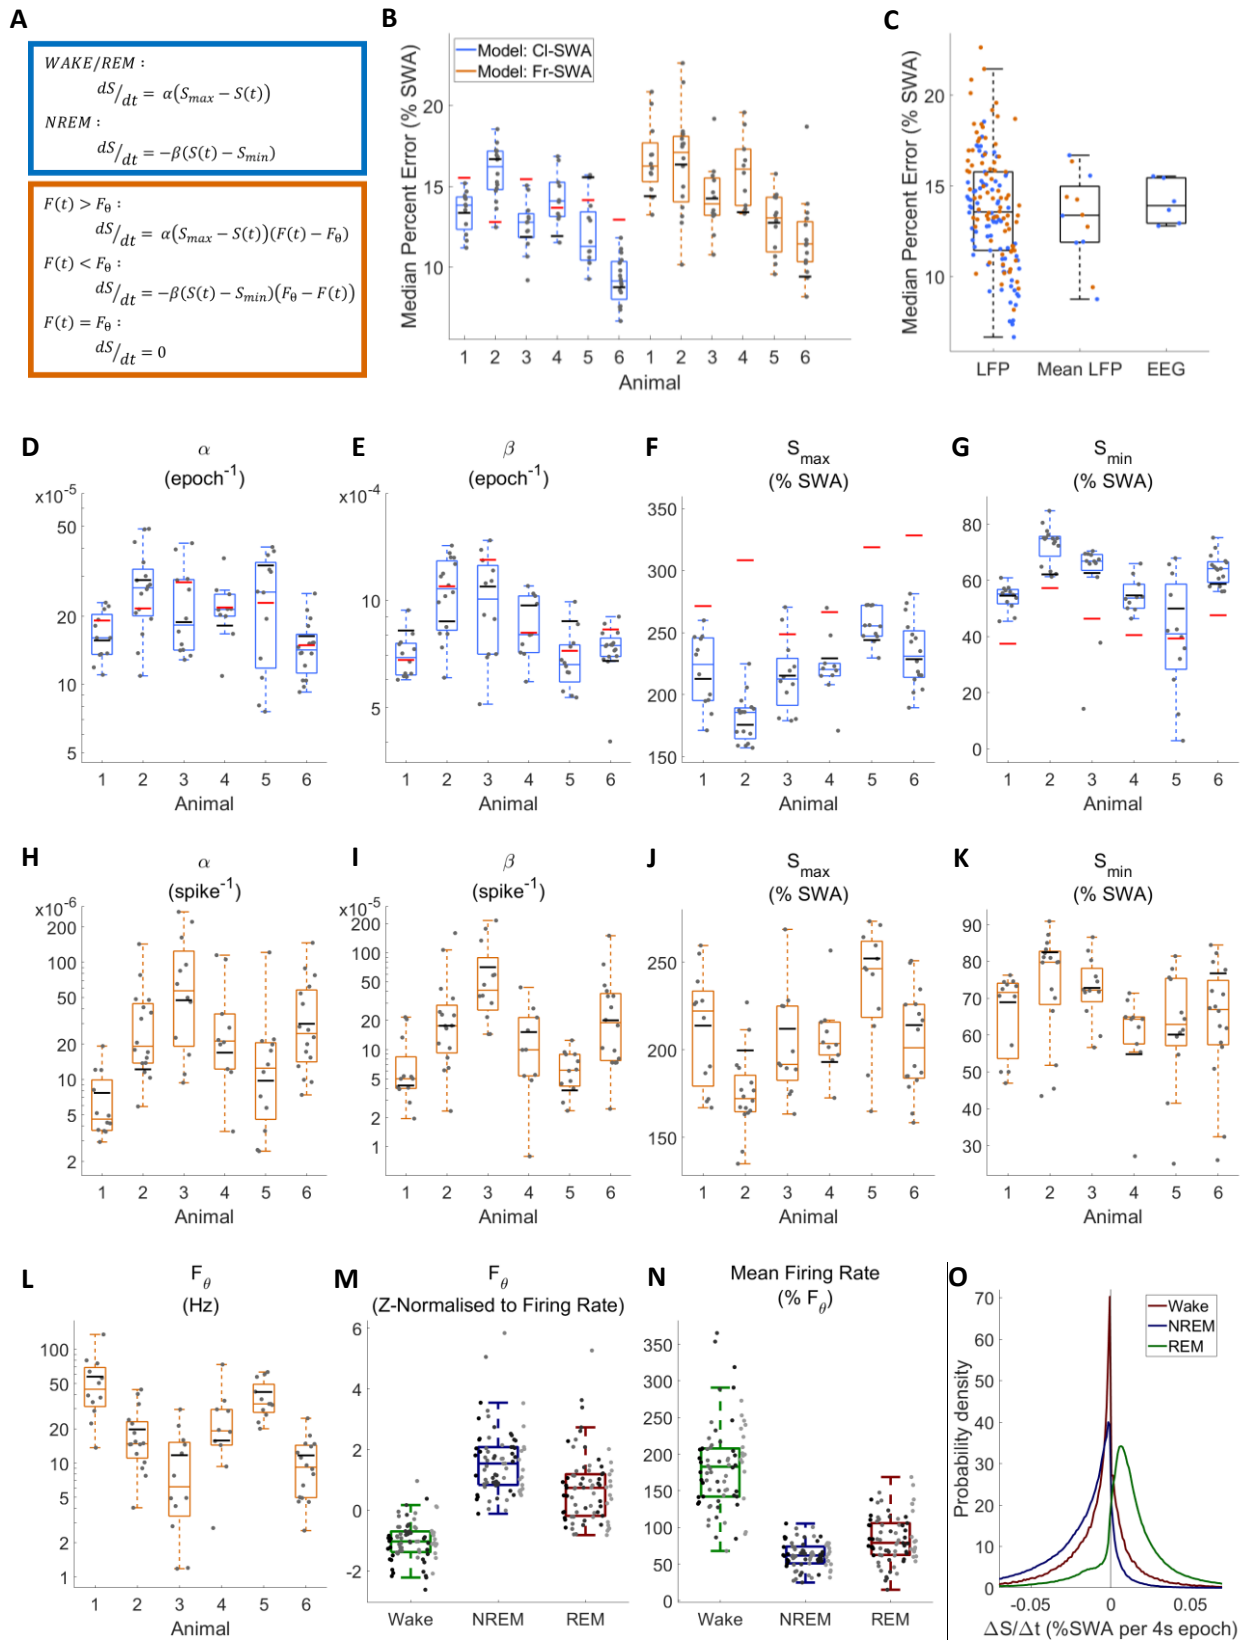 A
WAKE/REM :
dS/dt = α(Smax − S(t))
NREM :
dS/dt = −β(S(t) − Smin)
F(t) > Fθ :
dS/dt = α(Smax − S(t))(F(t) − Fθ)
F(t) < Fθ :
dS/dt = −β(S(t) − Smin)(Fθ − F(t))
F(t) = Fθ :
dS/dt = 0
B
Median Percent Error (% SWA)
Model: Cl-SWA
Model: Fr-SWA
20
15
10
1 2 3 4 5 6 1 2 3 4 5 6
Animal
C
Median Percent Error (% SWA)
20
15
10
LFP Mean LFP EEG
D
α
(epoch-1)
x10-5
50
20
10
5
1 2 3 4 5 6
Animal
E
β
(epoch-1)
x10-4
10
5
1 2 3 4 5 6
Animal
F
Smax
(% SWA)
350
300
250
200
150
1 2 3 4 5 6
Animal
G
Smin
(% SWA)
80
60
40
20
0
1 2 3 4 5 6
Animal
H
α
(spike-1)
x10-6
200
100
50
20
10
5
2
1 2 3 4 5 6
Animal
I
β
(spike-1)
x10-5
200
100
50
20
10
5
2
1
1 2 3 4 5 6
Animal
J
Smax
(% SWA)
250
200
150
1 2 3 4 5 6
Animal
K
Smin
(% SWA)
90
80
70
60
50
40
30
1 2 3 4 5 6
Animal
L
Fθ
(Hz)
100
50
20
10
5
2
1
1 2 3 4 5 6
Animal
M
Fθ
(Z-Normalised to Firing Rate)
6
4
2
0
-2
Wake NREM REM
N
Mean Firing Rate
(% Fθ)
350
300
250
200
150
100
50
0
Wake NREM REM
O
Probability density
70
60
50
40
30
20
10
0
Wake
NREM
REM
-0.05 0 0.05
ΔS/Δt (%SWA per 4s epoch)